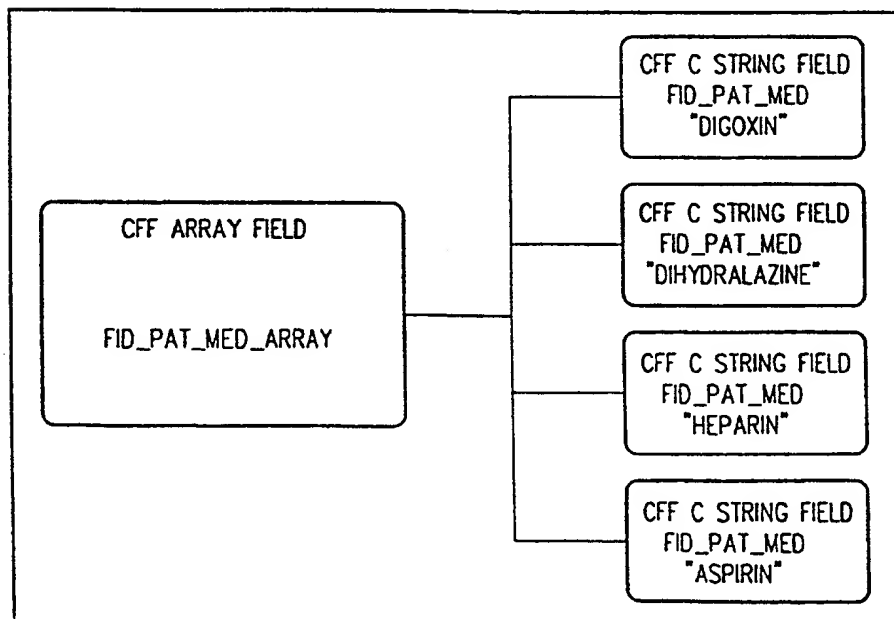 CFF ARRAY FIELD
FID_PAT_MED_ARRAY
CFF C STRING FIELD
FID_PAT_MED
"DIGOXIN"
CFF C STRING FIELD
FID_PAT_MED
"DIHYDRALAZINE"
CFF C STRING FIELD
FID_PAT_MED
"HEPARIN"
CFF C STRING FIELD
FID_PAT_MED
"ASPIRIN"